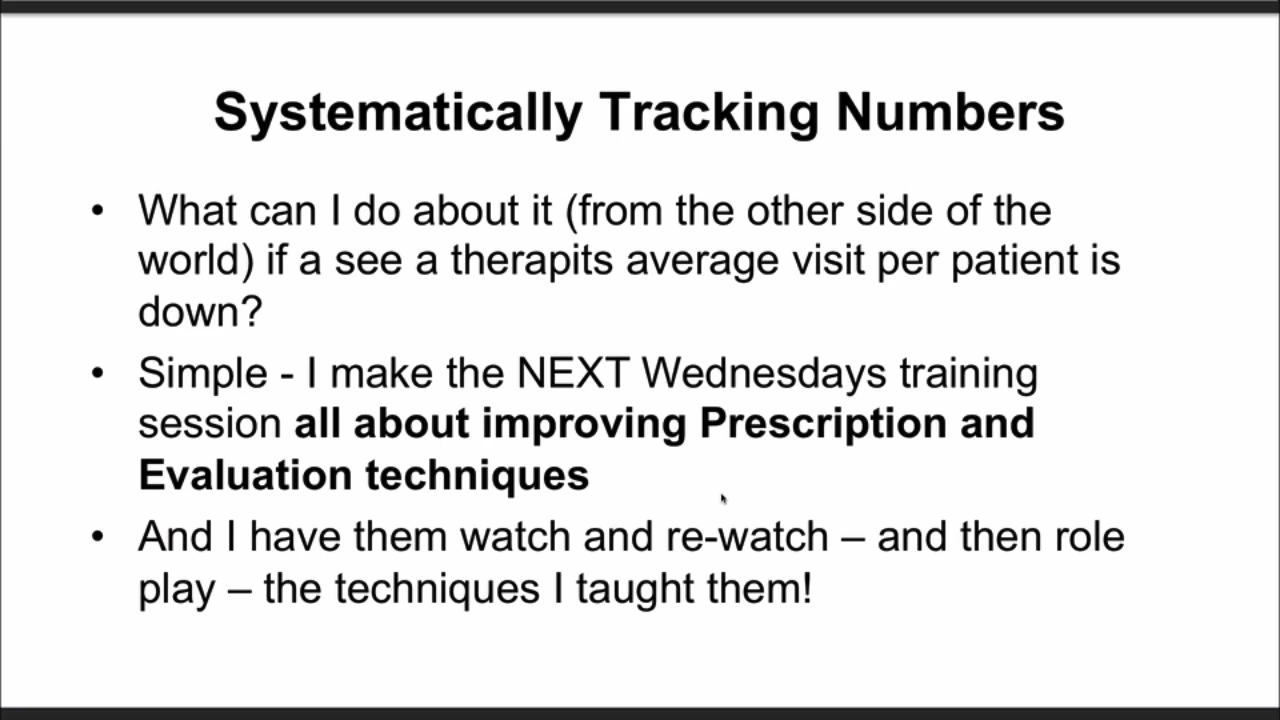 Systematically Tracking Numbers
• What can I do about it (from the other side of the
world) if a see a therapits average visit per patient is
down?
• Simple - I make the NEXT Wednesdays training
session all about improving Prescription and
Evaluation techniques
• And I have them watch and re-watch – and then role
play – the techniques I taught them!